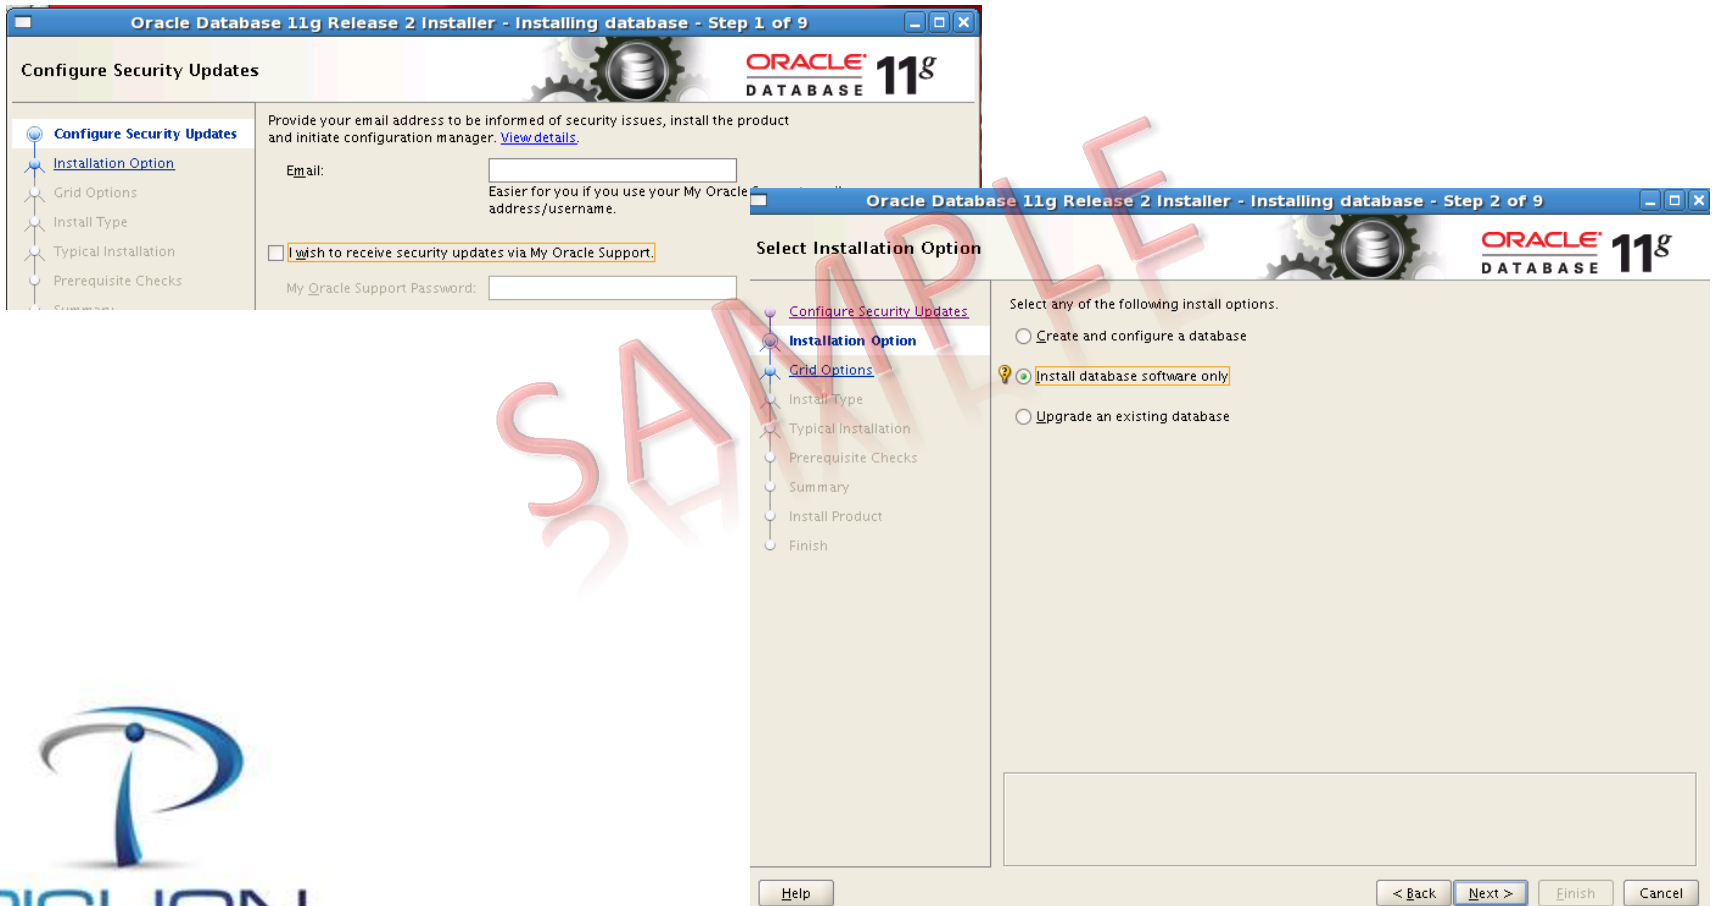 Oracle Database 11g Release 2 Installer - Installing database - Step 1 of 9
Configure Security Updates
ORACLE 11g
DATABASE
Configure Security Updates
Installation Option
Grid Options
Install Type
Typical Installation
Prerequisite Checks
Summary
Provide your email address to be informed of security issues, install the product
and initiate configuration manager. View details.
Email:
Easier for you if you use your My Oracle
address/username.
I wish to receive security updates via My Oracle Support.
My Oracle Support Password:
Oracle Database 11g Release 2 Installer - Installing database - Step 2 of 9
Select Installation Option
ORACLE 11g
DATABASE
Configure Security Updates
Installation Option
Grid Options
Install Type
Typical Installation
Prerequisite Checks
Summary
Install Product
Finish
Select any of the following install options.
Create and configure a database
Install database software only
Upgrade an existing database
Help
< Back
Next >
Finish
Cancel
SAMPLE